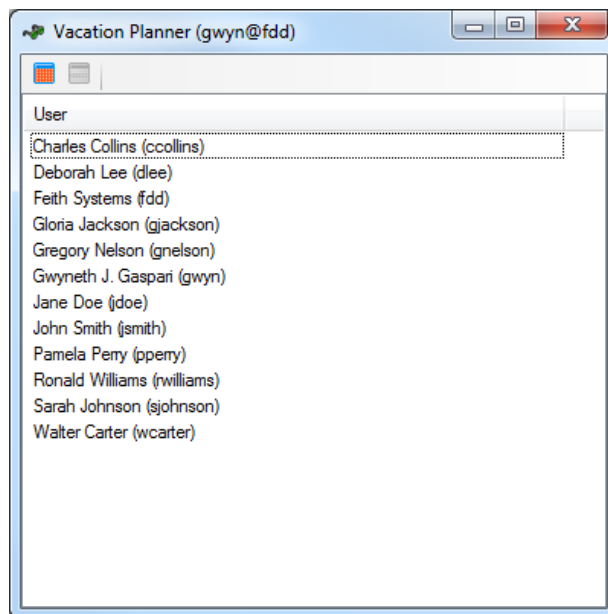 Vacation Planner (gwyn@fdd)
User
Charles Collins (ccollins)
Deborah Lee (dlee)
Feith Systems (fdd)
Gloria Jackson (gjackson)
Gregory Nelson (gnelson)
Gwyneth J. Gaspari (gwyn)
Jane Doe (jdoe)
John Smith (jsmith)
Pamela Perry (pperry)
Ronald Williams (rwilliams)
Sarah Johnson (sjohnson)
Walter Carter (wcarter)